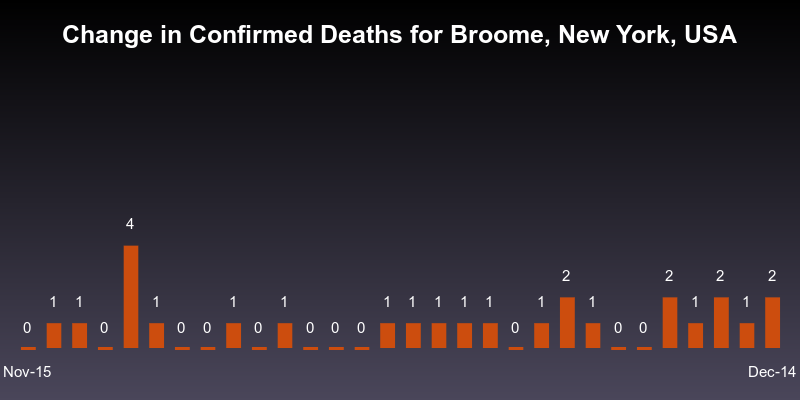 Change in Confirmed Deaths for Broome, New York, USA
4
2 2 2 2
1 1 1 1 1 1 1 1 1 1 1 1 1 1
0 0 0 0 0 0 0 0 0 0 0
Nov-15 Dec-14